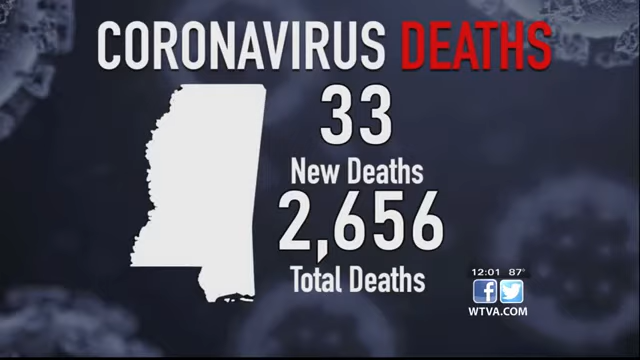 CORONAVIRUS DEATHS
33
New Deaths
2,656
Total Deaths
12:01 87°
WTVA.COM